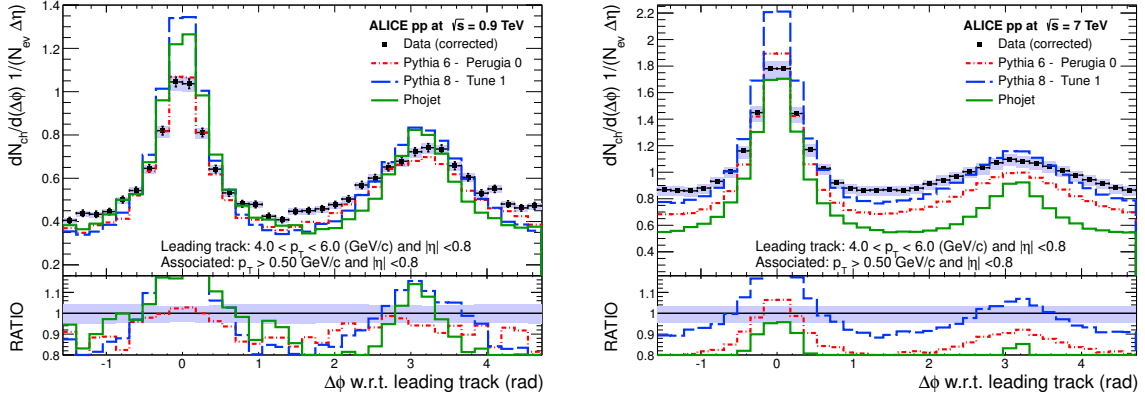 ALICE pp at √s = 0.9 TeV
Data (corrected)
Pythia 6 - Perugia 0
Pythia 8 - Tune 1
Phojet
dN_ch/d(Δϕ) 1/(N_ev Δη)
1.4
1.2
1.0
0.8
0.6
0.4
0.2
Leading track: 4.0 < p_T < 6.0 (GeV/c) and |η| <0.8
Associated: p_T > 0.50 GeV/c and |η| <0.8
RATIO
1.1
1
0.9
0.8
-1 0 1 2 3 4
Δϕ w.r.t. leading track (rad)
ALICE pp at √s = 7 TeV
Data (corrected)
Pythia 6 - Perugia 0
Pythia 8 - Tune 1
Phojet
dN_ch/d(Δϕ) 1/(N_ev Δη)
2.2
2.0
1.8
1.6
1.4
1.2
1.0
0.8
0.6
0.4
Leading track: 4.0 < p_T < 6.0 (GeV/c) and |η| <0.8
Associated: p_T > 0.50 GeV/c and |η| <0.8
RATIO
1.1
1
0.9
0.8
-1 0 1 2 3 4
Δϕ w.r.t. leading track (rad)